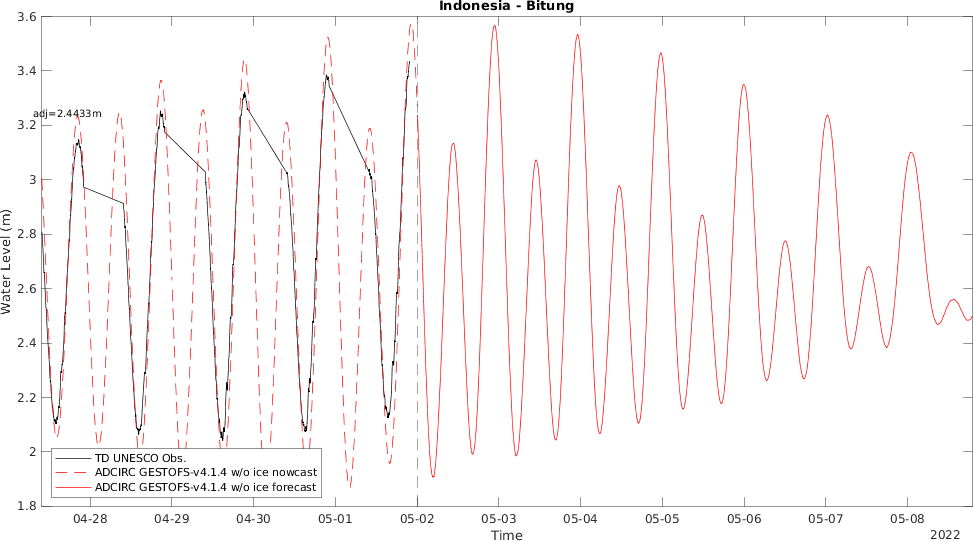 Indonesia - Bitung
3.6
3.4
3.2
3
2.8
2.6
2.4
2.2
2
1.8
Water Level (m)
adj=2.4433m
TD UNESCO Obs.
ADCIRC GESTOFS-v4.1.4 w/o ice nowcast
ADCIRC GESTOFS-v4.1.4 w/o ice forecast
04-28 04-29 04-30 05-01 05-02 05-03 05-04 05-05 05-06 05-07 05-08
Time
2022